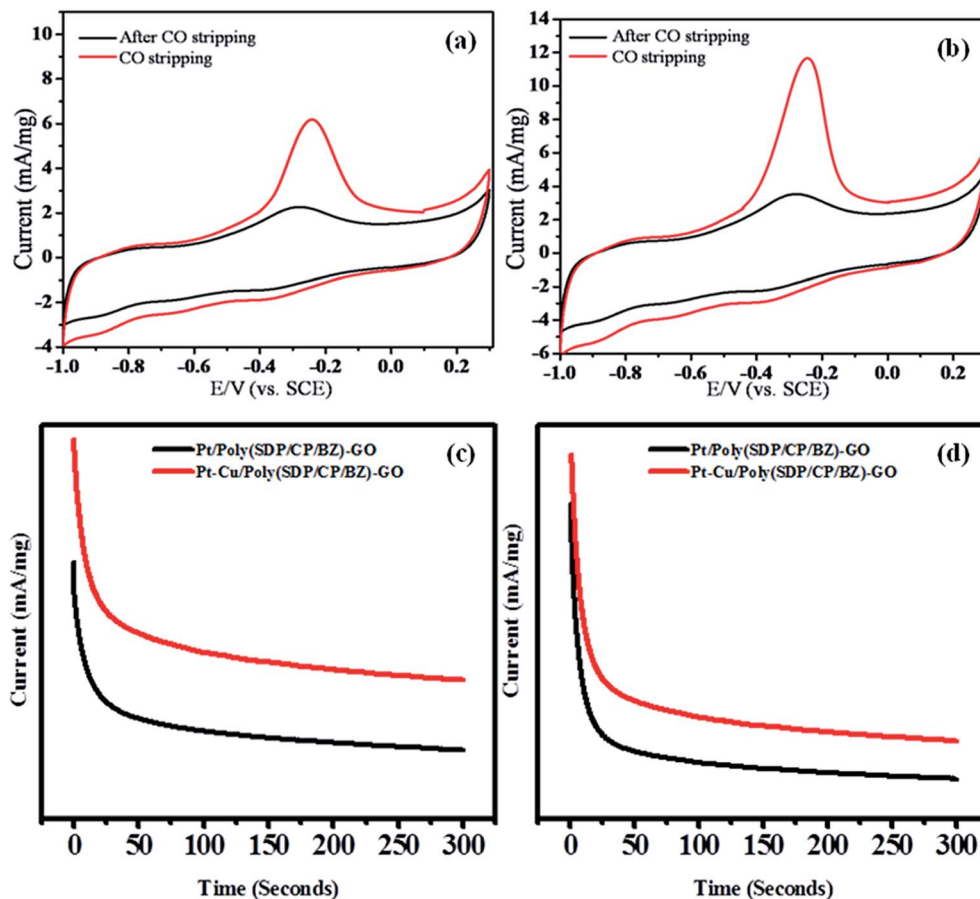 (a)
After CO stripping
CO stripping
Current (mA/mg)
10
8
6
4
2
0
-2
-4
-1.0 -0.8 -0.6 -0.4 -0.2 0.0 0.2
E/V (vs. SCE)
(b)
After CO stripping
CO stripping
Current (mA/mg)
14
12
10
8
6
4
2
0
-2
-4
-6
-1.0 -0.8 -0.6 -0.4 -0.2 0.0 0.2
E/V (vs. SCE)
(c)
Pt/Poly(SDP/CP/BZ)-GO
Pt-Cu/Poly(SDP/CP/BZ)-GO
Current (mA/mg)
0 50 100 150 200 250 300
Time (Seconds)
(d)
Pt/Poly(SDP/CP/BZ)-GO
Pt-Cu/Poly(SDP/CP/BZ)-GO
Current (mA/mg)
0 50 100 150 200 250 300
Time (Seconds)